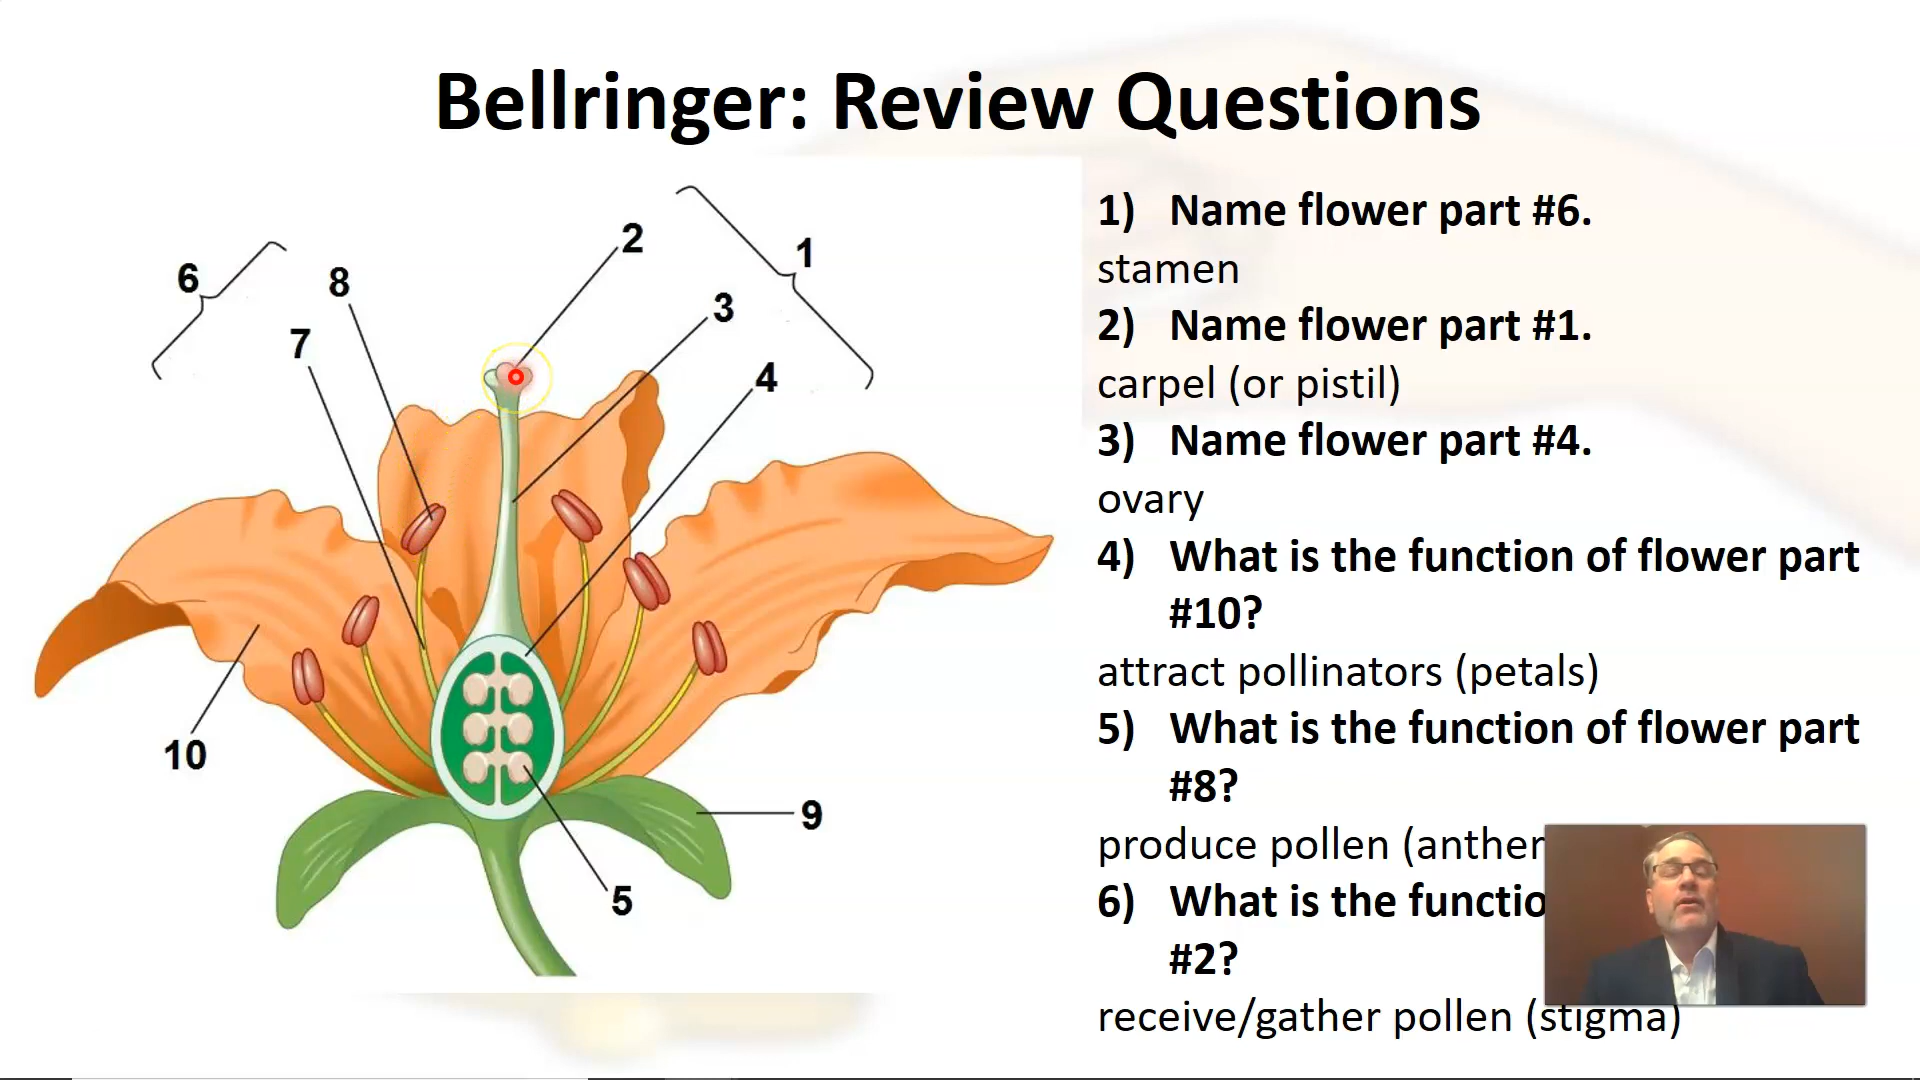 Bellringer: Review Questions
1) Name flower part #6.
stamen
2) Name flower part #1.
carpel (or pistil)
3) Name flower part #4.
ovary
4) What is the function of flower part
#10?
attract pollinators (petals)
5) What is the function of flower part
#8?
produce pollen (anther
6) What is the functio
#2?
receive/gather pollen (stigma)
2
1
6
8
3
7
4
10
9
5